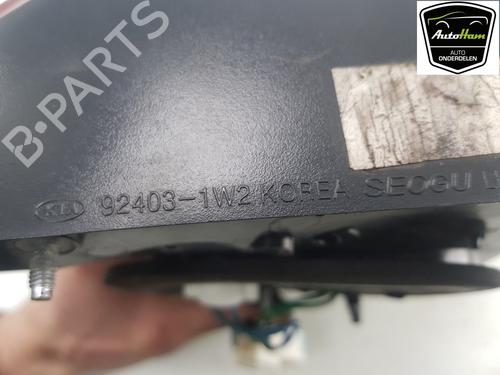 AutoHam
AUTO
ONDERDELEN
B-PARTS
KIA 92403-1W2 KOREA SEOGU